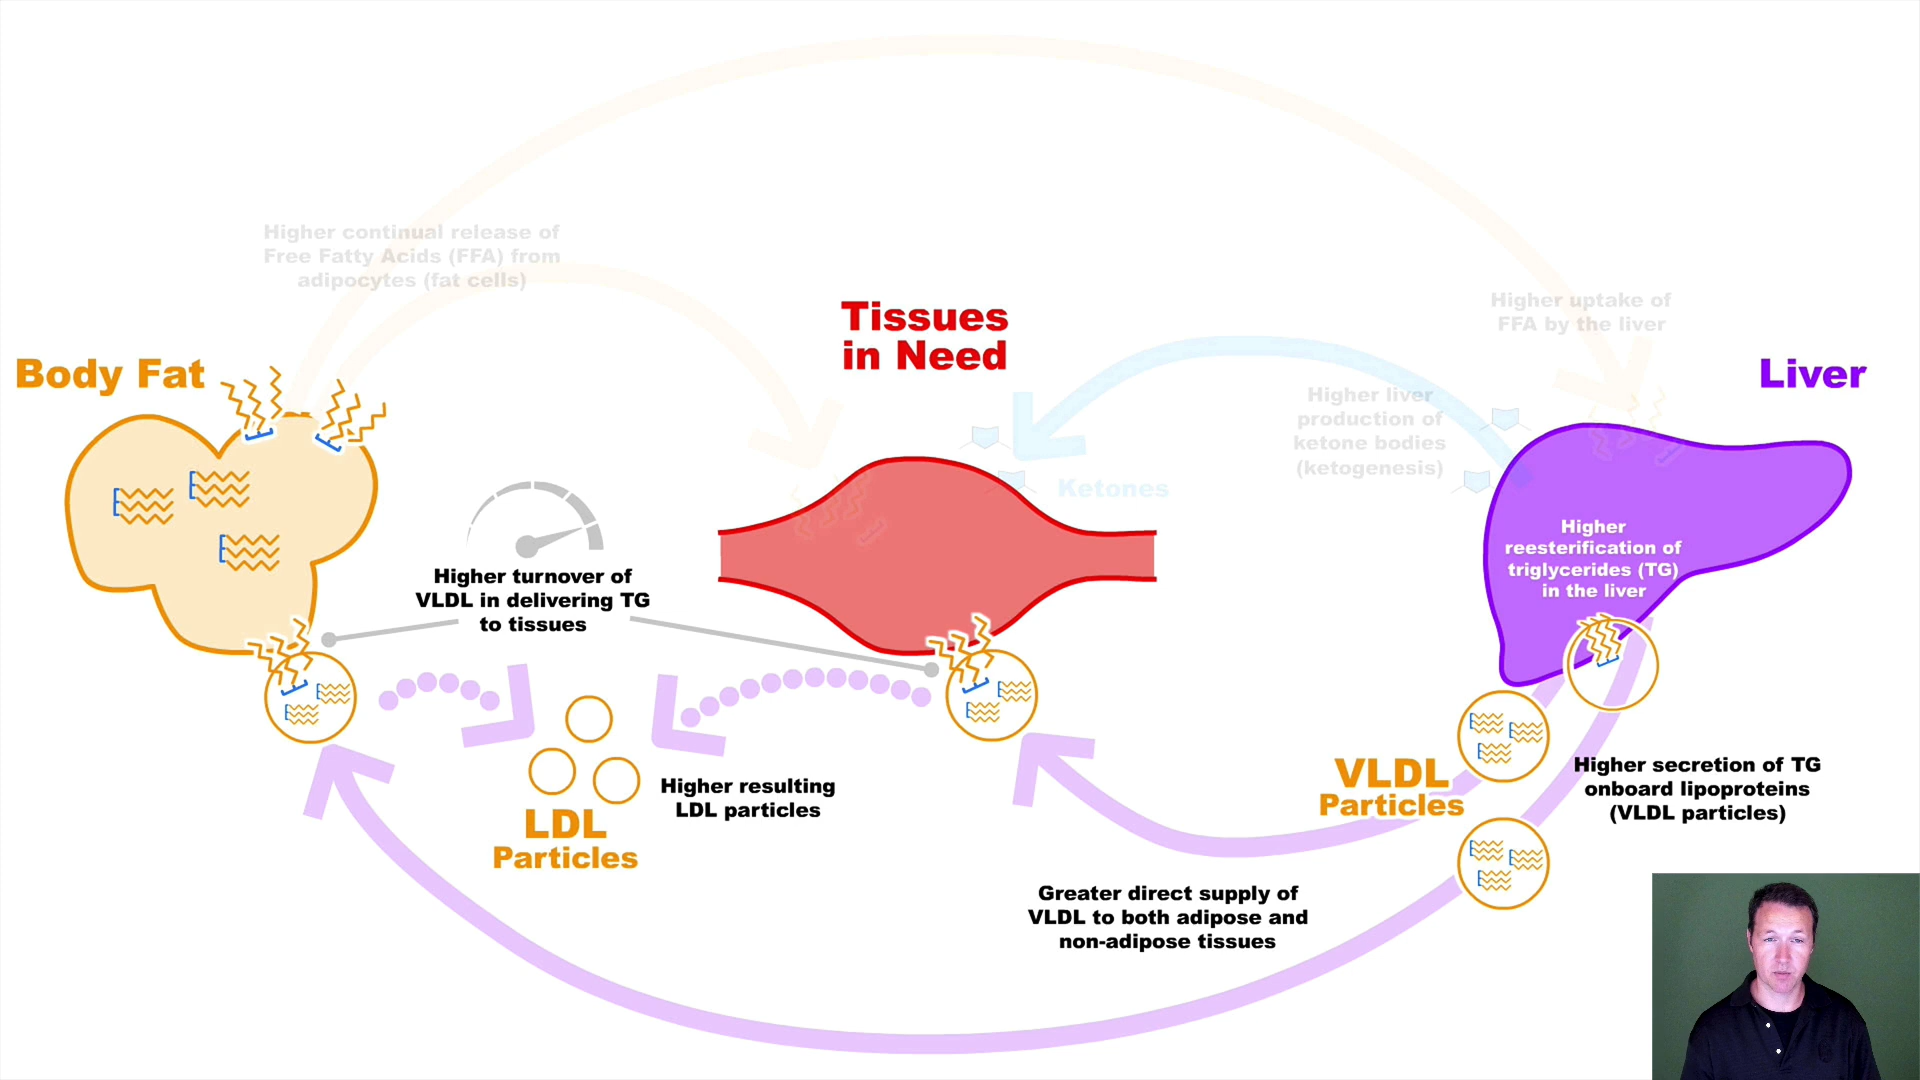 Higher continual release of
Free Fatty Acids (FFA) from
adipocytes (fat cells)
Tissues
in Need
Higher uptake of
FFA by the liver
Body Fat
Liver
Higher liver
production of
ketone bodies
(ketogenesis)
Ketones
Higher
reesterification of
triglycerides (TG)
in the liver
Higher turnover of
VLDL in delivering TG
to tissues
Higher resulting
LDL particles
LDL
Particles
VLDL
Particles
Higher secretion of TG
onboard lipoproteins
(VLDL particles)
Greater direct supply of
VLDL to both adipose and
non-adipose tissues